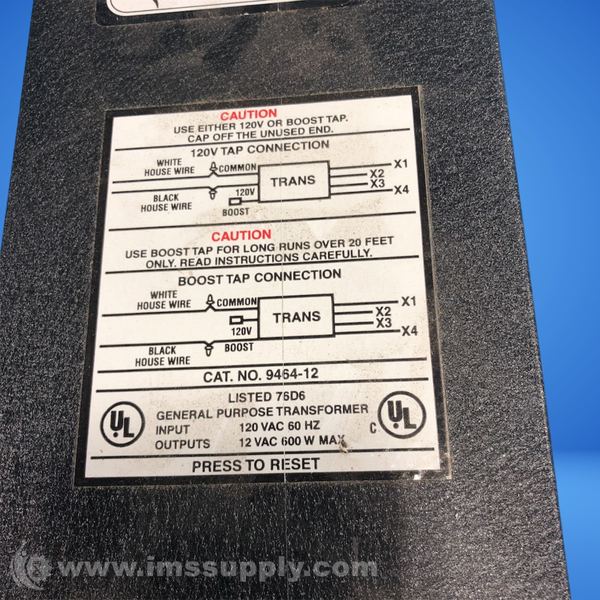 CAUTION
USE EITHER 120V OR BOOST TAP.
CAP OFF THE UNUSED END.
120V TAP CONNECTION
WHITE
HOUSE WIRE
COMMON
TRANS
X1
X2
X3
X4
BLACK
HOUSE WIRE
120V
BOOST
CAUTION
USE BOOST TAP FOR LONG RUNS OVER 20 FEET
ONLY. READ INSTRUCTIONS CAREFULLY.
BOOST TAP CONNECTION
WHITE
HOUSE WIRE
COMMON
TRANS
X1
X2
X3
X4
120V
BLACK
HOUSE WIRE
BOOST
CAT. NO. 9464-12
LISTED 76D6
GENERAL PURPOSE TRANSFORMER
INPUT 120 VAC 60 HZ
OUTPUTS 12 VAC 600 W MAX
UL
C UL
PRESS TO RESET
www.imssupply.com